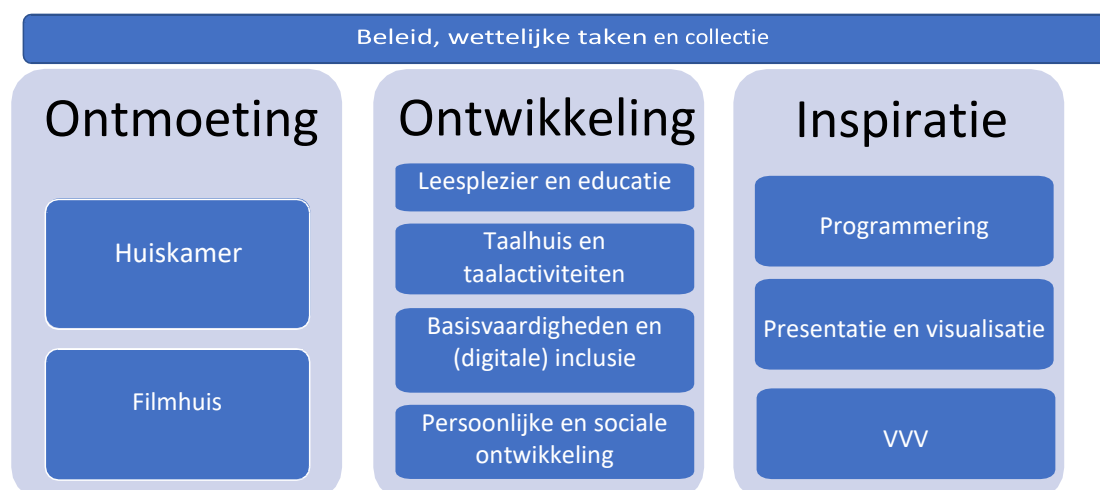 Beleid, wettelijke taken en collectie
Ontmoeting
Huiskamer
Filmhuis
Ontwikkeling
Leesplezier en educatie
Taalhuis en
taalactiviteiten
Basisvaardigheden en
(digitale) inclusie
Persoonlijke en sociale
ontwikkeling
Inspiratie
Programmering
Presentatie en visualisatie
VVV